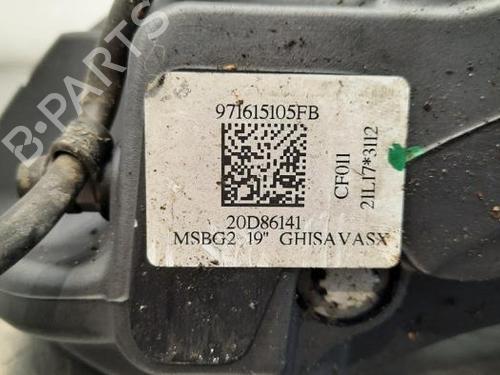 971615105FB
20D86141
MSBG2 19" GHISAVASX
CF011
21L17*3112
B-PARTS